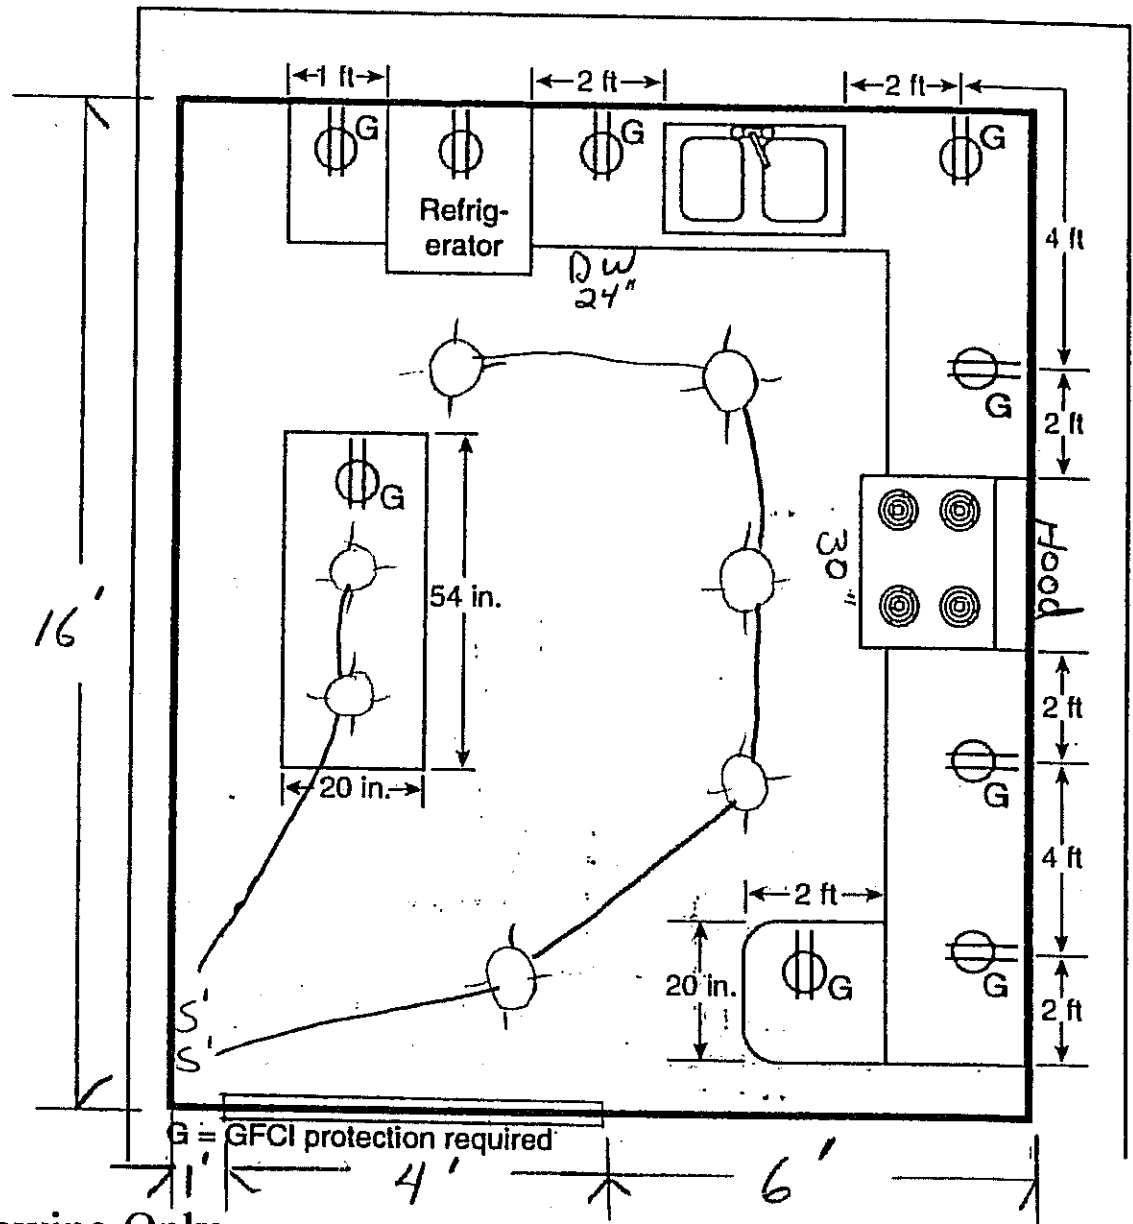 1 ft
2 ft
2 ft
G
G
G
Refrig-
erator
4 ft
DW
24"
G
2 ft
G
54 in.
30"
Hood
16'
2 ft
20 in.
G
4 ft
2 ft
20 in.
G
G
2 ft
S'
S'
G = GFCI protection required
1'
4'
6'